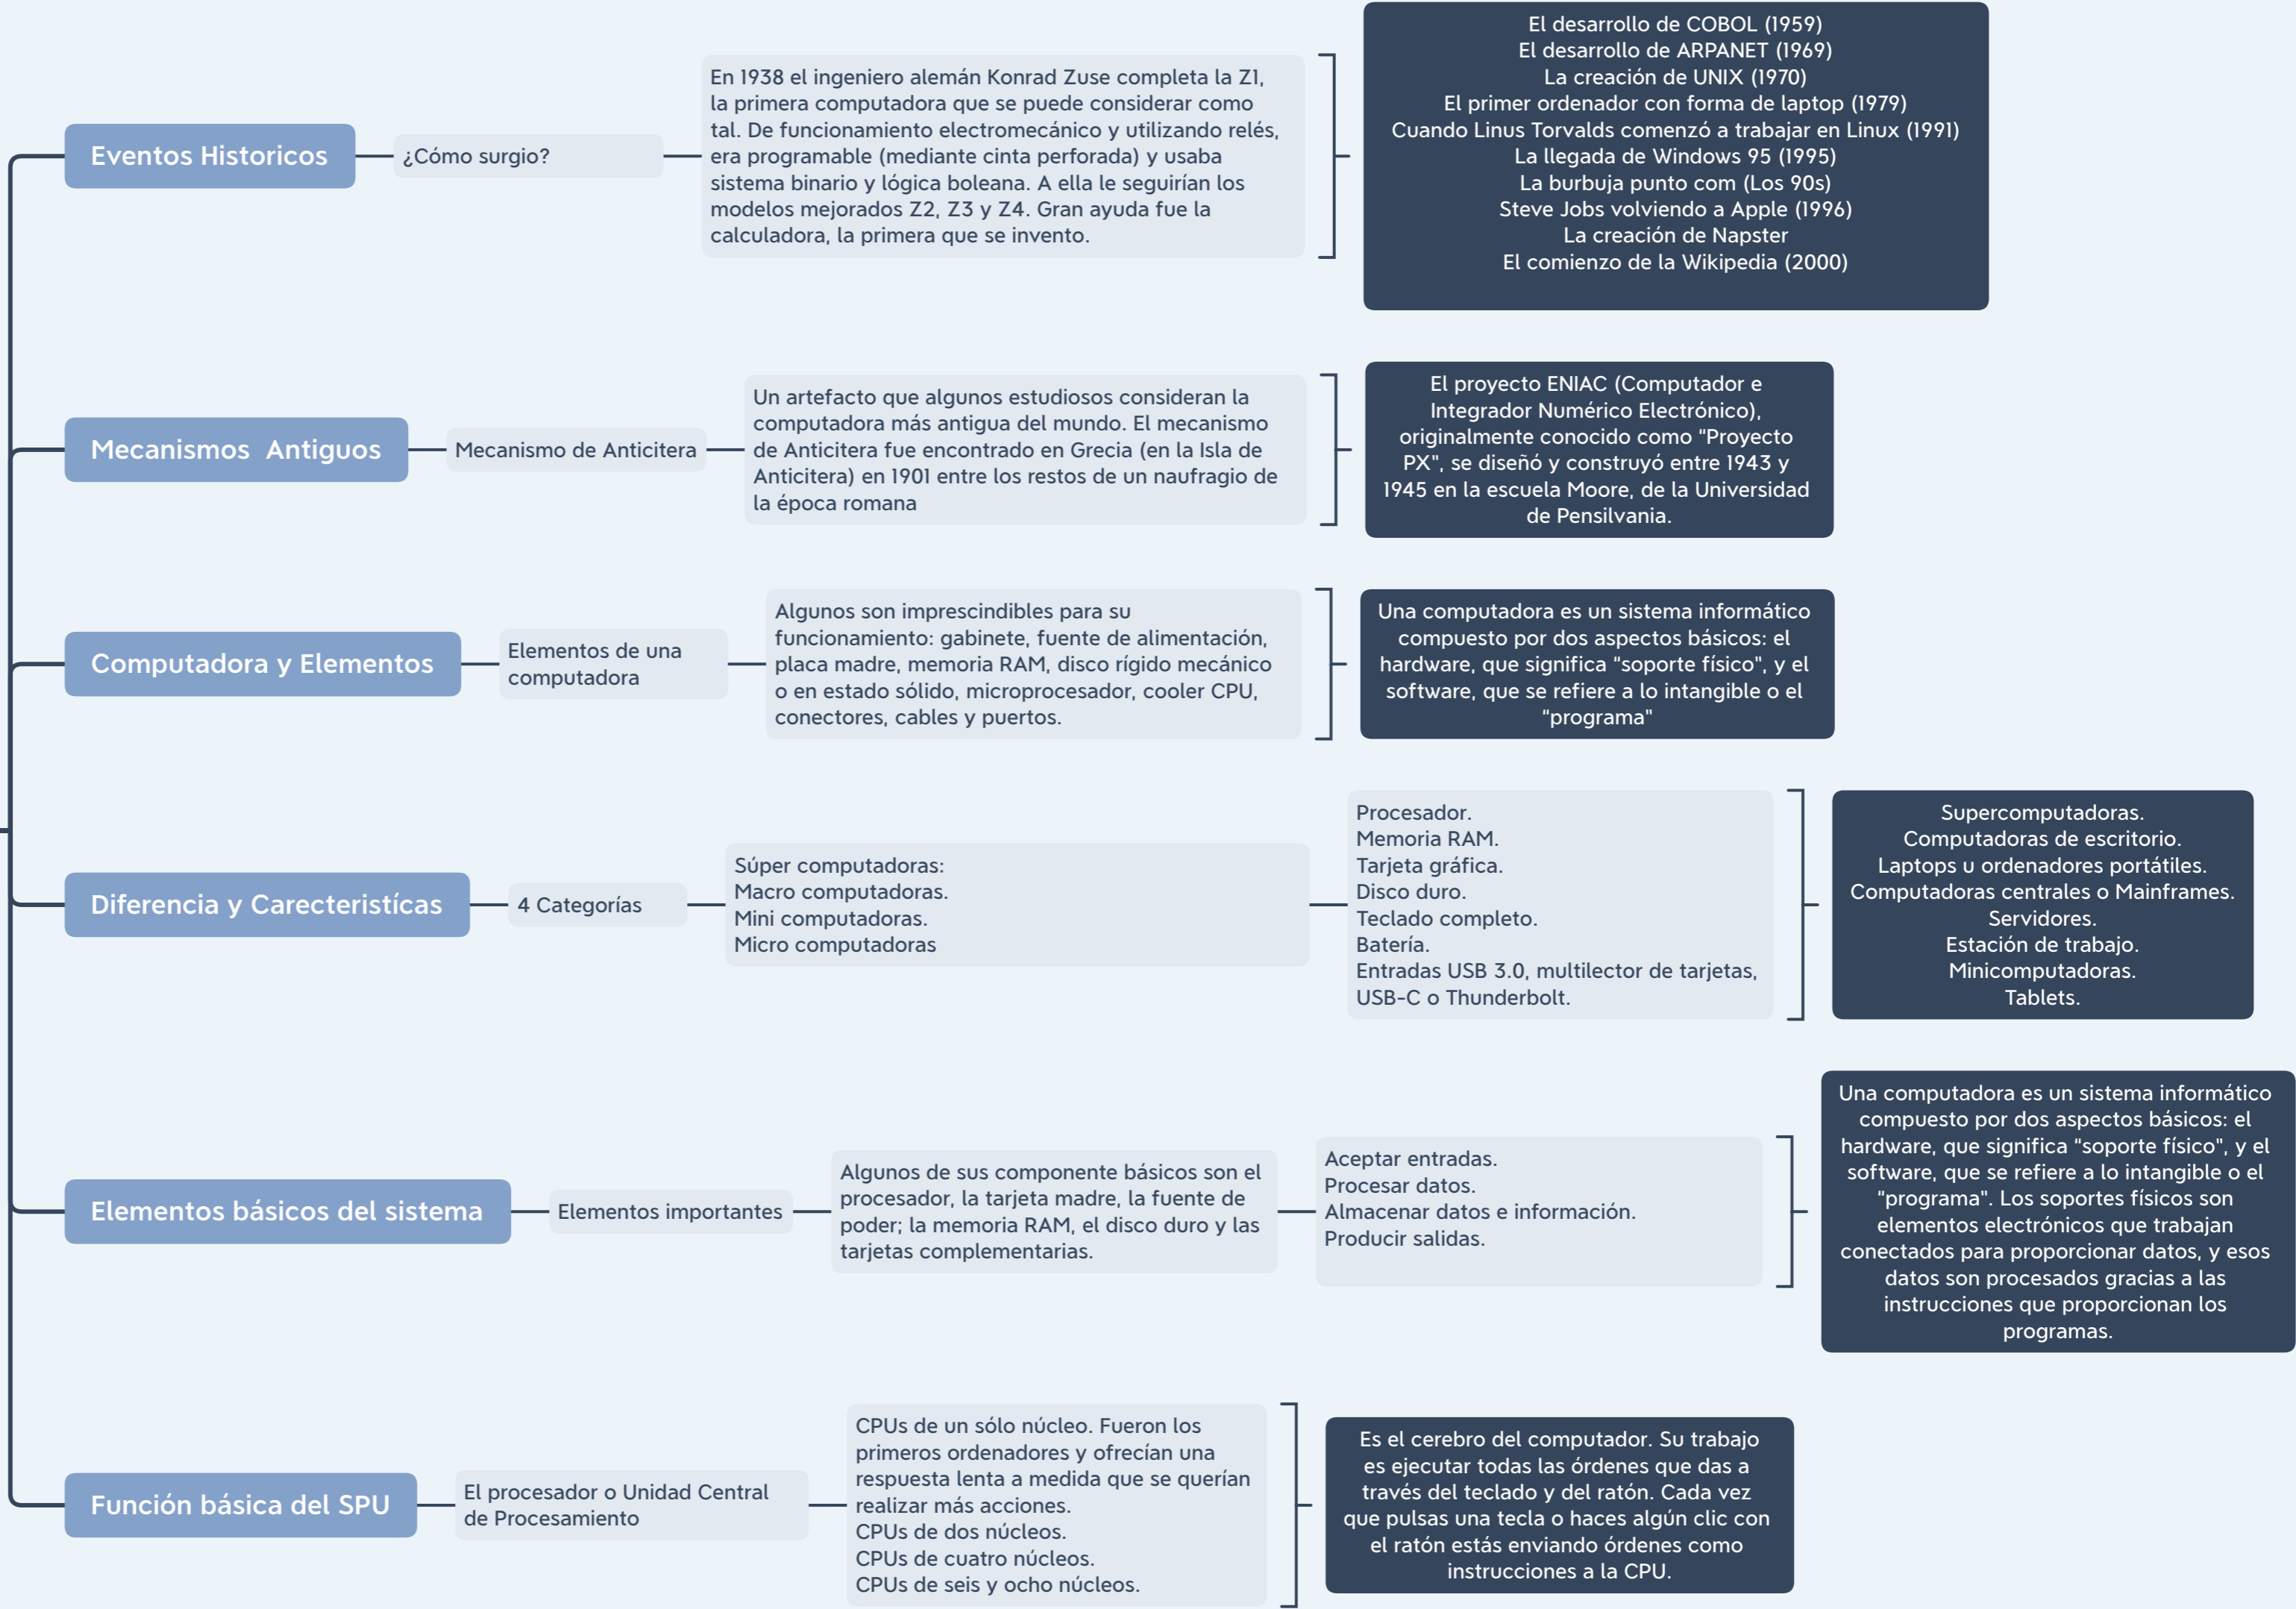 Eventos Historicos
¿Cómo surgio?
En 1938 el ingeniero alemán Konrad Zuse completa la Z1,
la primera computadora que se puede considerar como
tal. De funcionamiento electromecánico y utilizando relés,
era programable (mediante cinta perforada) y usaba
sistema binario y lógica boleana. A ella le seguirían los
modelos mejorados Z2, Z3 y Z4. Gran ayuda fue la
calculadora, la primera que se invento.
El desarrollo de COBOL (1959)
El desarrollo de ARPANET (1969)
La creación de UNIX (1970)
El primer ordenador con forma de laptop (1979)
Cuando Linus Torvalds comenzó a trabajar en Linux (1991)
La llegada de Windows 95 (1995)
La burbuja punto com (Los 90s)
Steve Jobs volviendo a Apple (1996)
La creación de Napster
El comienzo de la Wikipedia (2000)
Mecanismos  Antiguos
Mecanismo de Anticitera
Un artefacto que algunos estudiosos consideran la
computadora más antigua del mundo. El mecanismo
de Anticitera fue encontrado en Grecia (en la Isla de
Anticitera) en 1901 entre los restos de un naufragio de
la época romana
El proyecto ENIAC (Computador e
Integrador Numérico Electrónico),
originalmente conocido como "Proyecto
PX", se diseñó y construyó entre 1943 y
1945 en la escuela Moore, de la Universidad
de Pensilvania.
Computadora y Elementos
Elementos de una
computadora
Algunos son imprescindibles para su
funcionamiento: gabinete, fuente de alimentación,
placa madre, memoria RAM, disco rígido mecánico
o en estado sólido, microprocesador, cooler CPU,
conectores, cables y puertos.
Una computadora es un sistema informático
compuesto por dos aspectos básicos: el
hardware, que significa "soporte físico", y el
software, que se refiere a lo intangible o el
"programa"
Diferencia y Carecteristícas
4 Categorías
Súper computadoras:
Macro computadoras.
Mini computadoras.
Micro computadoras
Procesador.
Memoria RAM.
Tarjeta gráfica.
Disco duro.
Teclado completo.
Batería.
Entradas USB 3.0, multilector de tarjetas,
USB-C o Thunderbolt.
Supercomputadoras.
Computadoras de escritorio.
Laptops u ordenadores portátiles.
Computadoras centrales o Mainframes.
Servidores.
Estación de trabajo.
Minicomputadoras.
Tablets.
Elementos básicos del sistema
Elementos importantes
Algunos de sus componente básicos son el
procesador, la tarjeta madre, la fuente de
poder; la memoria RAM, el disco duro y las
tarjetas complementarias.
Aceptar entradas.
Procesar datos.
Almacenar datos e información.
Producir salidas.
Una computadora es un sistema informático
compuesto por dos aspectos básicos: el
hardware, que significa "soporte físico", y el
software, que se refiere a lo intangible o el
"programa". Los soportes físicos son
elementos electrónicos que trabajan
conectados para proporcionar datos, y esos
datos son procesados gracias a las
instrucciones que proporcionan los
programas.
Función básica del SPU
El procesador o Unidad Central
de Procesamiento
CPUs de un sólo núcleo. Fueron los
primeros ordenadores y ofrecían una
respuesta lenta a medida que se querían
realizar más acciones.
CPUs de dos núcleos.
CPUs de cuatro núcleos.
CPUs de seis y ocho núcleos.
Es el cerebro del computador. Su trabajo
es ejecutar todas las órdenes que das a
través del teclado y del ratón. Cada vez
que pulsas una tecla o haces algún clic con
el ratón estás enviando órdenes como
instrucciones a la CPU.